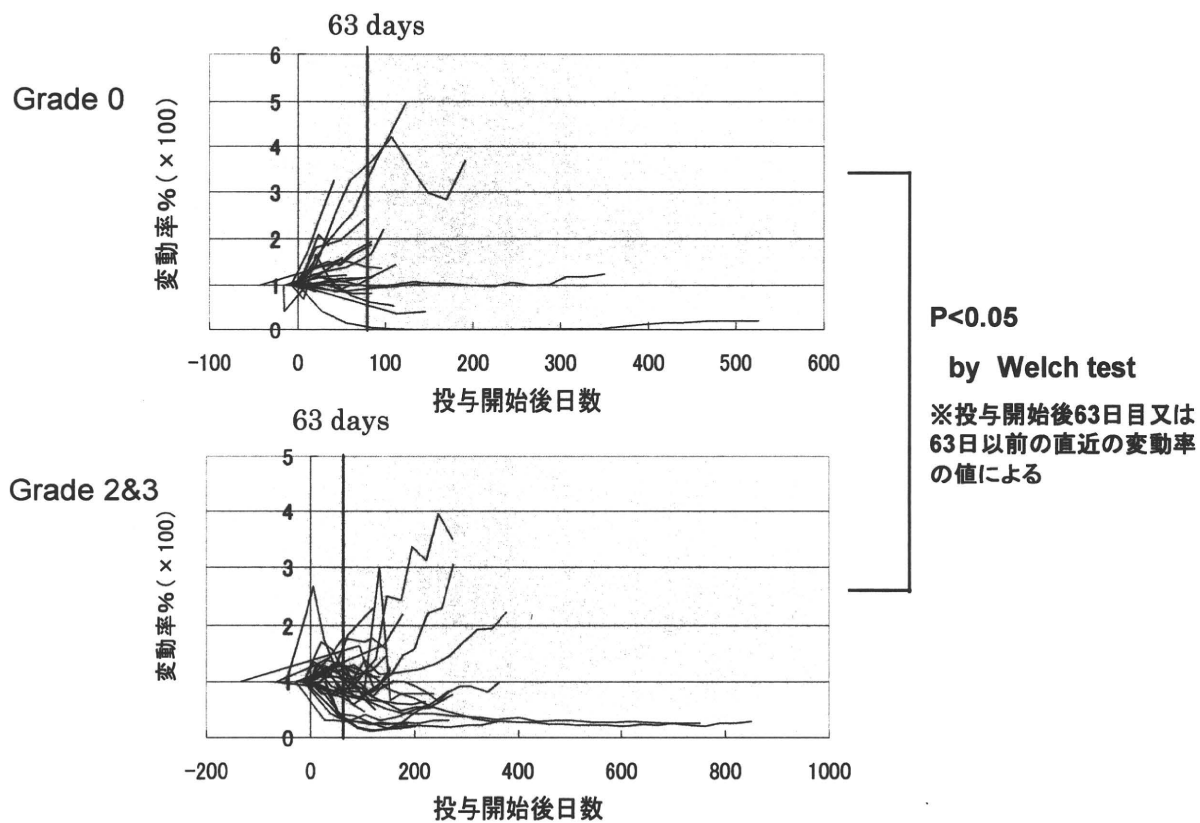 63 days
Grade 0
変動率%(×100)
6
5
4
3
2
1
0
-100
0
100
200
300
400
500
600
投与開始後日数
63 days
Grade 2&3
変動率%(×100)
5
4
3
2
1
0
-200
0
200
400
600
800
1000
投与開始後日数
P<0.05
by Welch test
※投与開始後63日目又は
63日以前の直近の変動率
の値による